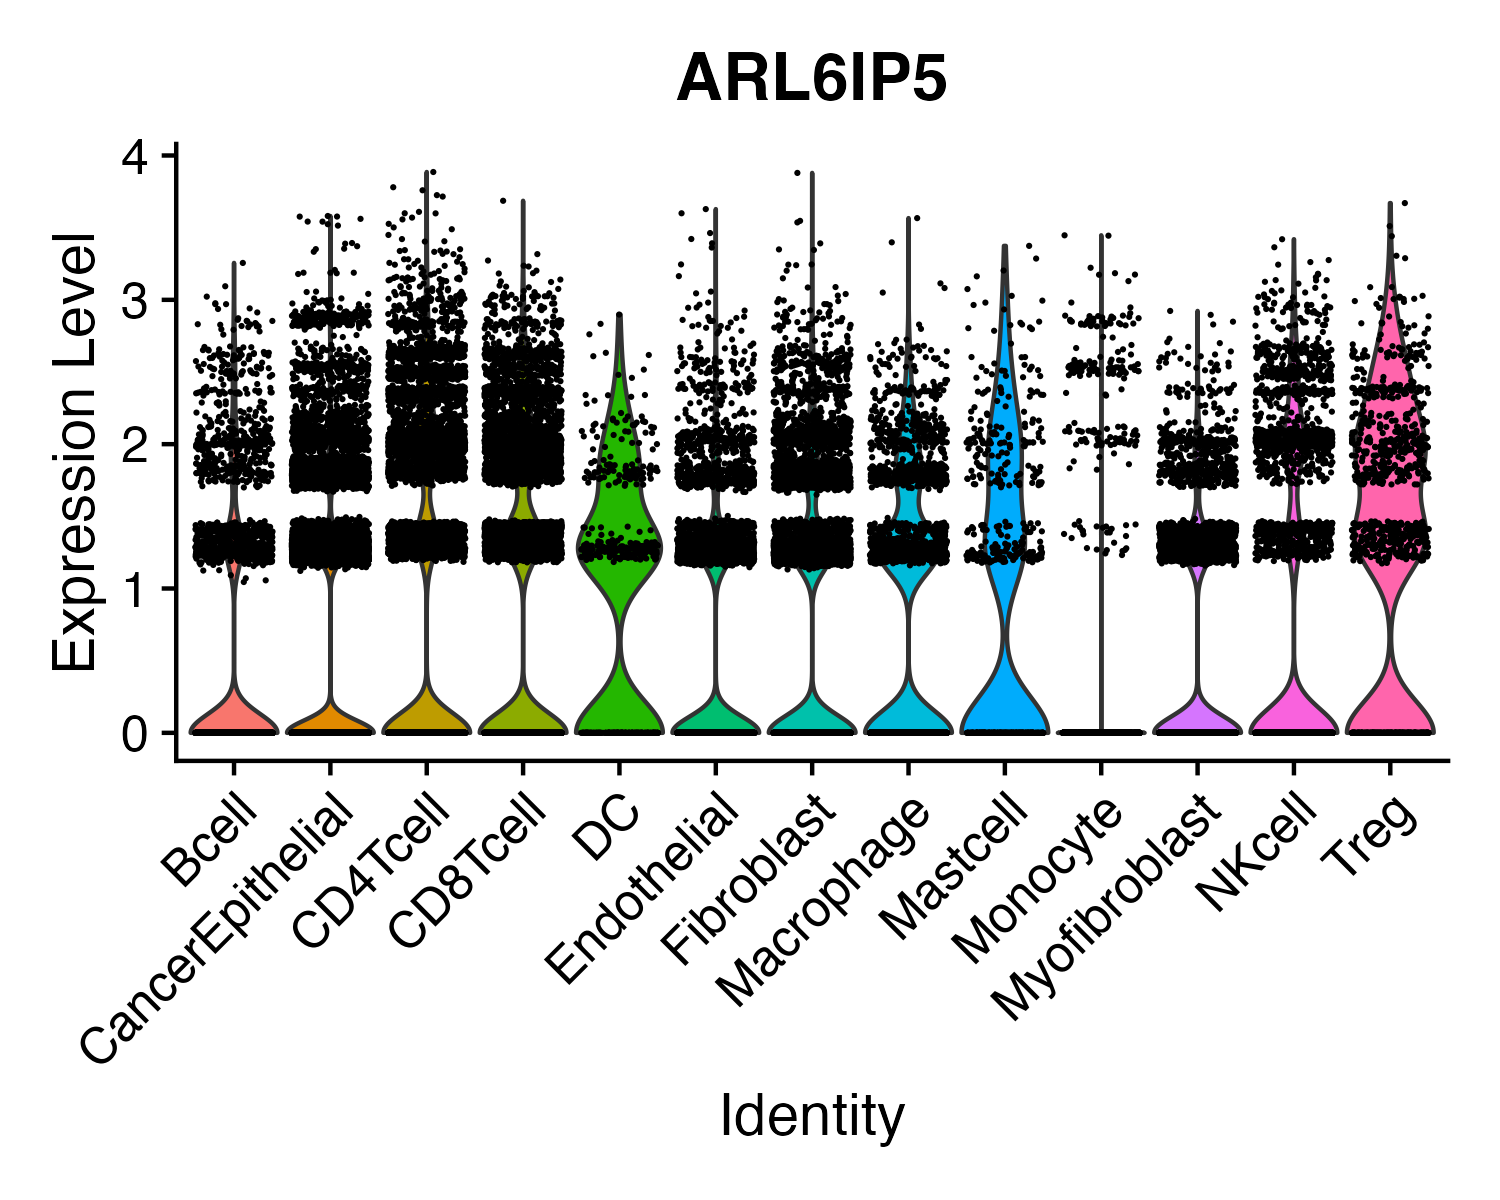 ARL6IP5
Expression Level
4
3
2
1
0
Bcell
CancerEpithelial
CD4Tcell
CD8Tcell
DC
Endothelial
Fibroblast
Macrophage
Mastcell
Monocyte
Myofibroblast
NKcell
Treg
Identity